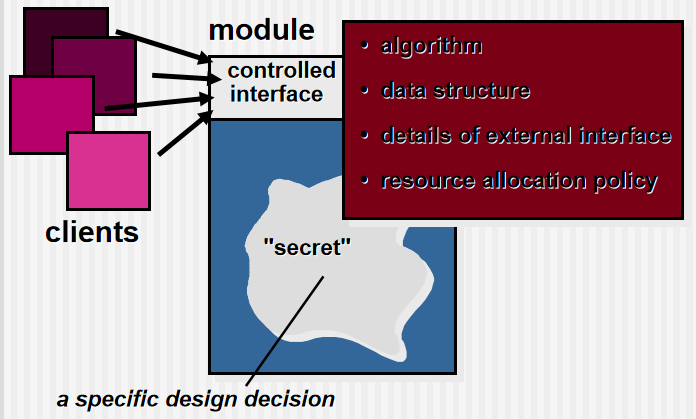 module
controlled
interface
• algorithm
• data structure
• details of external interface
• resource allocation policy
clients
"secret"
a specific design decision